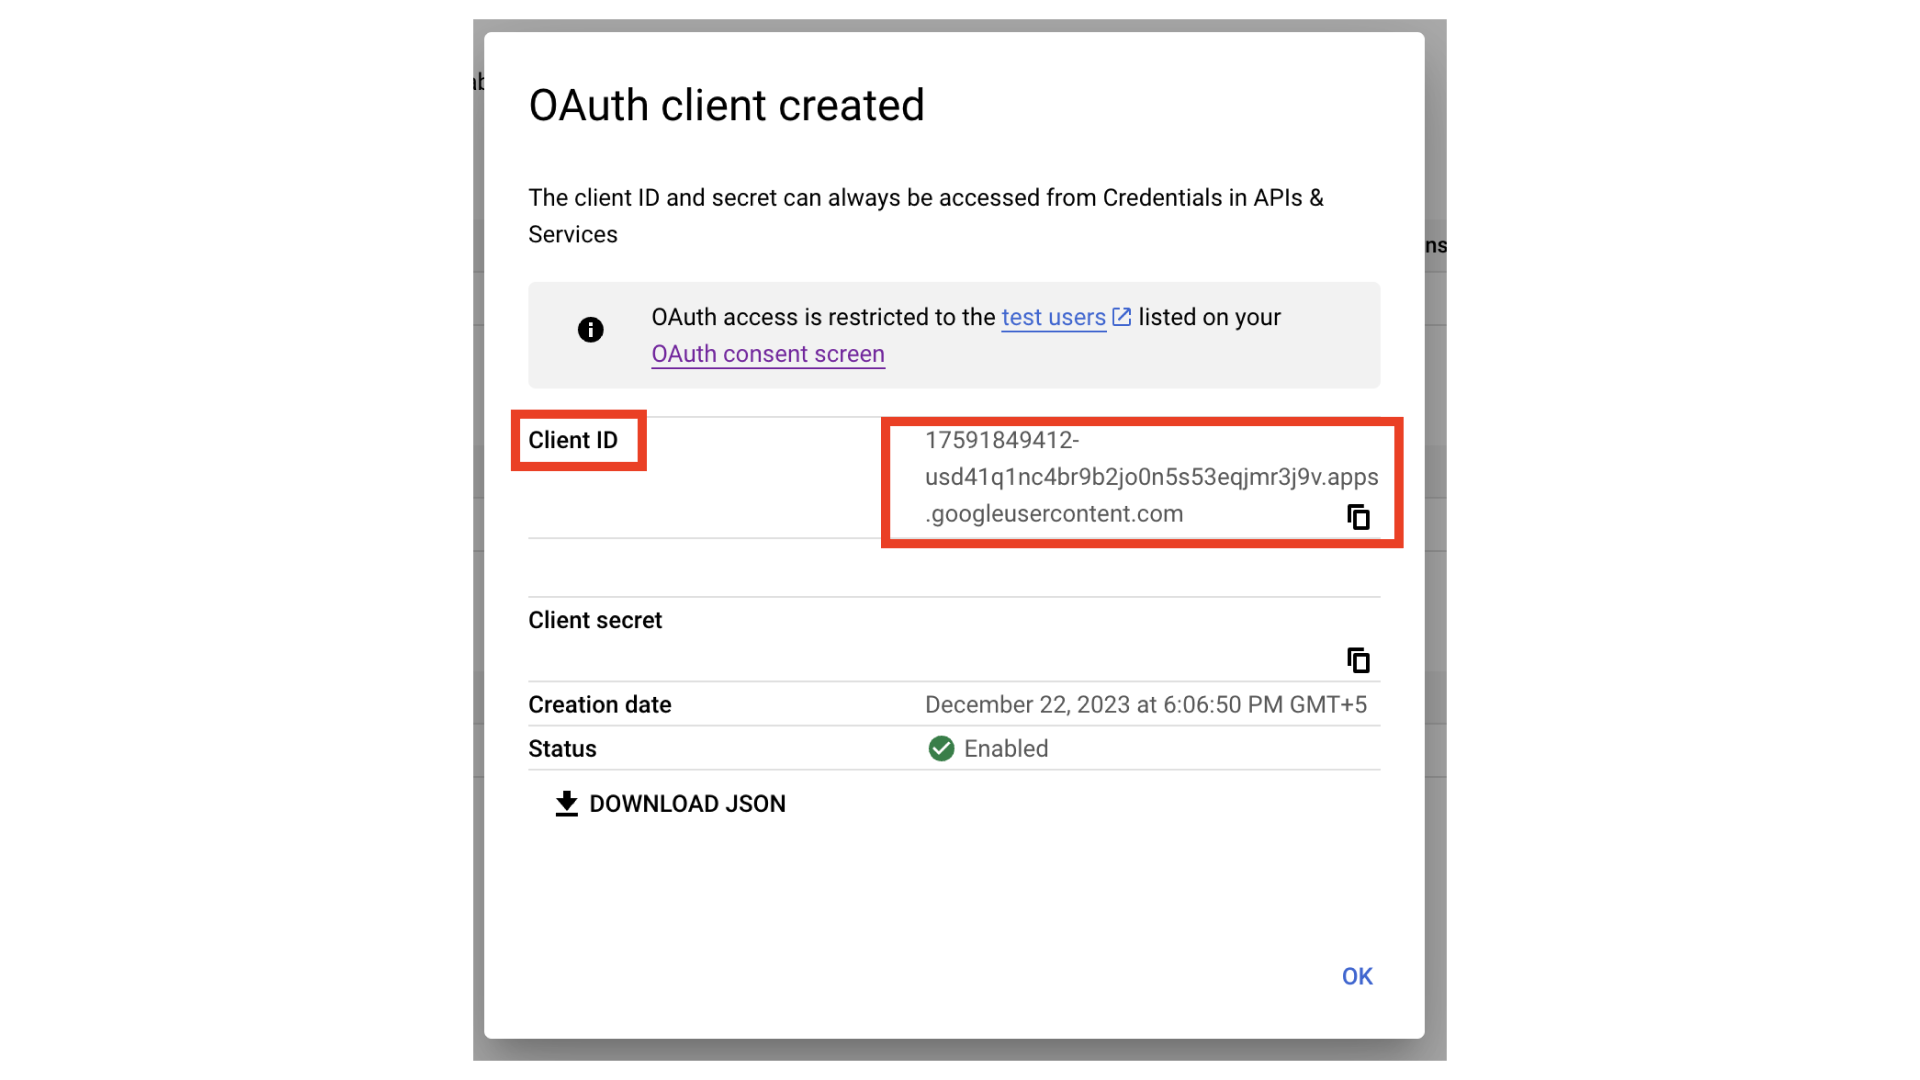 OAuth client created
The client ID and secret can always be accessed from Credentials in APIs &
Services
OAuth access is restricted to the test users listed on your
OAuth consent screen
Client ID
17591849412-
usd41q1nc4br9b2jo0n5s53eqjmr3j9v.apps
.googleusercontent.com
Client secret
Creation date December 22, 2023 at 6:06:50 PM GMT+5
Status Enabled
DOWNLOAD JSON
OK